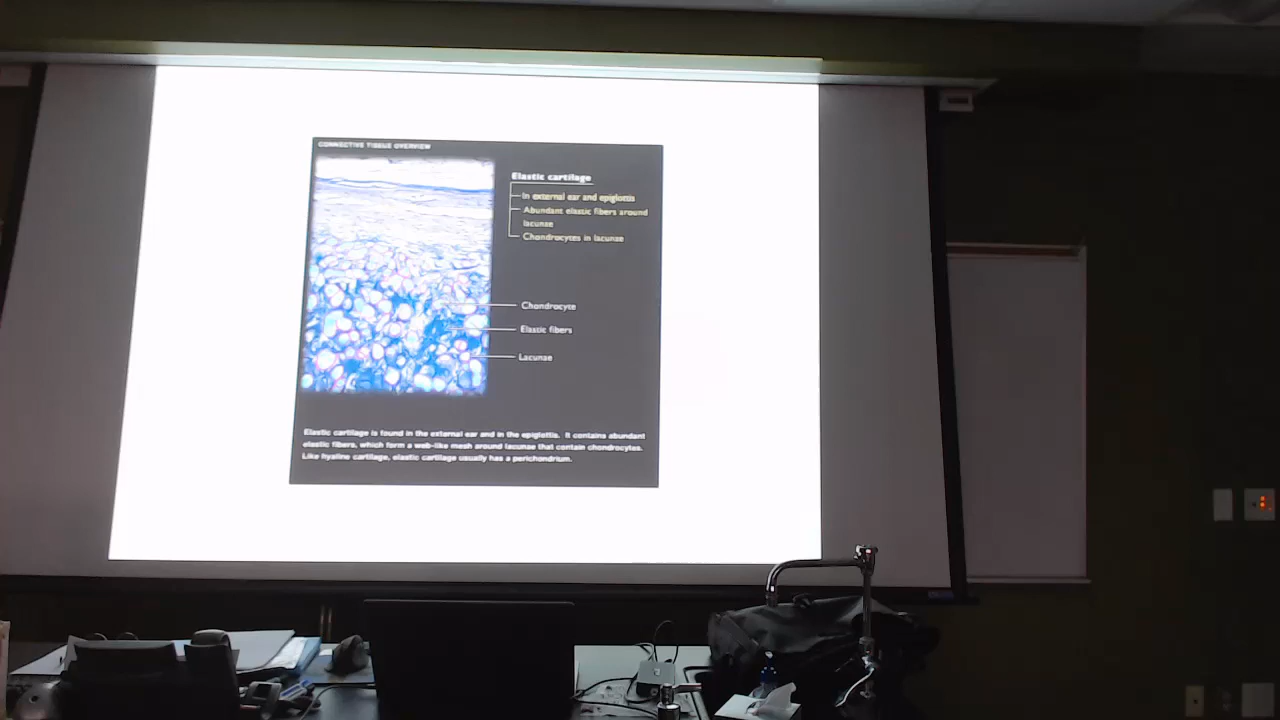 CONNECTIVE TISSUE OVERVIEW
Elastic cartilage
In external ear and epiglottis
Abundant elastic fibers around
lacunae
Chondrocytes in lacunae
Chondrocyte
Elastic fibers
Lacunae
Elastic cartilage is found in the external ear and in the epiglottis. It contains abundant
elastic fibers, which form a web-like mesh around lacunae that contain chondrocytes.
Like hyaline cartilage, elastic cartilage usually has a perichondrium.